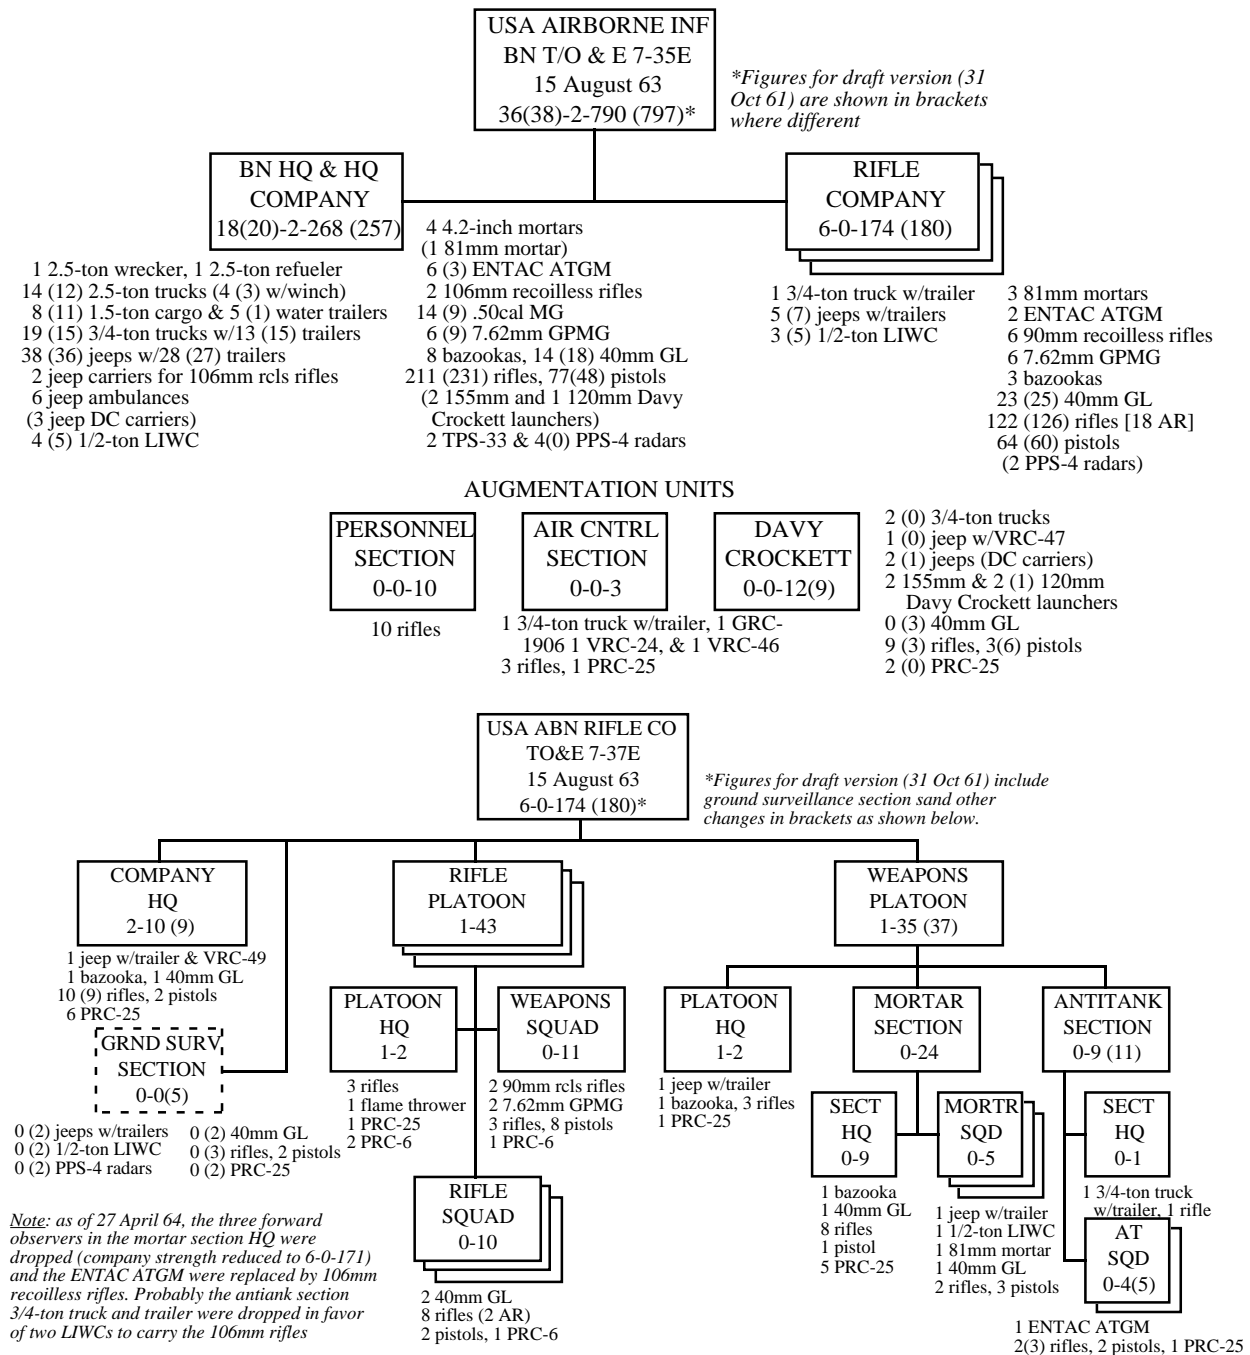 USA AIRBORNE INF
BN T/O & E 7-35E
15 August 63
36(38)-2-790 (797)*
*Figures for draft version (31
Oct 61) are shown in brackets
where different
BN HQ & HQ
COMPANY
18(20)-2-268 (257)
1 2.5-ton wrecker, 1 2.5-ton refueler
14 (12) 2.5-ton trucks (4 (3) w/winch)
8 (11) 1.5-ton cargo & 5 (1) water trailers
19 (15) 3/4-ton trucks w/13 (15) trailers
38 (36) jeeps w/28 (27) trailers
2 jeep carriers for 106mm rcls rifles
6 jeep ambulances
(3 jeep DC carriers)
4 (5) 1/2-ton LIWC
4 4.2-inch mortars
(1 81mm mortar)
6 (3) ENTAC ATGM
2 106mm recoilless rifles
14 (9) .50cal MG
6 (9) 7.62mm GPMG
8 bazookas, 14 (18) 40mm GL
211 (231) rifles, 77(48) pistols
(2 155mm and 1 120mm Davy
Crockett launchers)
2 TPS-33 & 4(0) PPS-4 radars
RIFLE
COMPANY
6-0-174 (180)
1 3/4-ton truck w/trailer
5 (7) jeeps w/trailers
3 (5) 1/2-ton LIWC
3 81mm mortars
2 ENTAC ATGM
6 90mm recoilless rifles
6 7.62mm GPMG
3 bazookas
23 (25) 40mm GL
122 (126) rifles [18 AR]
64 (60) pistols
(2 PPS-4 radars)
AUGMENTATION UNITS
PERSONNEL
SECTION
0-0-10
10 rifles
AIR CNTRL
SECTION
0-0-3
1 3/4-ton truck w/trailer, 1 GRC-
1906 1 VRC-24, & 1 VRC-46
3 rifles, 1 PRC-25
DAVY
CROCKETT
0-0-12(9)
2 (0) 3/4-ton trucks
1 (0) jeep w/VRC-47
2 (1) jeeps (DC carriers)
2 155mm & 2 (1) 120mm
Davy Crockett launchers
0 (3) 40mm GL
9 (3) rifles, 3(6) pistols
2 (0) PRC-25
USA ABN RIFLE CO
TO&E 7-37E
15 August 63
6-0-174 (180)*
*Figures for draft version (31 Oct 61) include
ground surveillance section sand other
changes in brackets as shown below.
COMPANY
HQ
2-10 (9)
1 jeep w/trailer & VRC-49
1 bazooka, 1 40mm GL
10 (9) rifles, 2 pistols
6 PRC-25
GRND SURV
SECTION
0-0(5)
0 (2) jeeps w/trailers
0 (2) 1/2-ton LIWC
0 (2) PPS-4 radars
0 (2) 40mm GL
0 (3) rifles, 2 pistols
0 (2) PRC-25
RIFLE
PLATOON
1-43
PLATOON
HQ
1-2
3 rifles
1 flame thrower
1 PRC-25
2 PRC-6
WEAPONS
SQUAD
0-11
2 90mm rcls rifles
2 7.62mm GPMG
3 rifles, 8 pistols
1 PRC-6
RIFLE
SQUAD
0-10
2 40mm GL
8 rifles (2 AR)
2 pistols, 1 PRC-6
WEAPONS
PLATOON
1-35 (37)
PLATOON
HQ
1-2
1 jeep w/trailer
1 bazooka, 3 rifles
1 PRC-25
MORTAR
SECTION
0-24
SECT
HQ
0-9
1 bazooka
1 40mm GL
8 rifles
1 pistol
5 PRC-25
MORTR
SQD
0-5
1 jeep w/trailer
1 1/2-ton LIWC
1 81mm mortar
1 40mm GL
2 rifles, 3 pistols
ANTITANK
SECTION
0-9 (11)
SECT
HQ
0-1
1 3/4-ton truck
w/trailer, 1 rifle
AT
SQD
0-4(5)
1 ENTAC ATGM
2(3) rifles, 2 pistols, 1 PRC-25
Note: as of 27 April 64, the three forward
observers in the mortar section HQ were
dropped (company strength reduced to 6-0-171)
and the ENTAC ATGM were replaced by 106mm
recoilless rifles. Probably the antiank section
3/4-ton truck and trailer were dropped in favor
of two LIWCs to carry the 106mm rifles